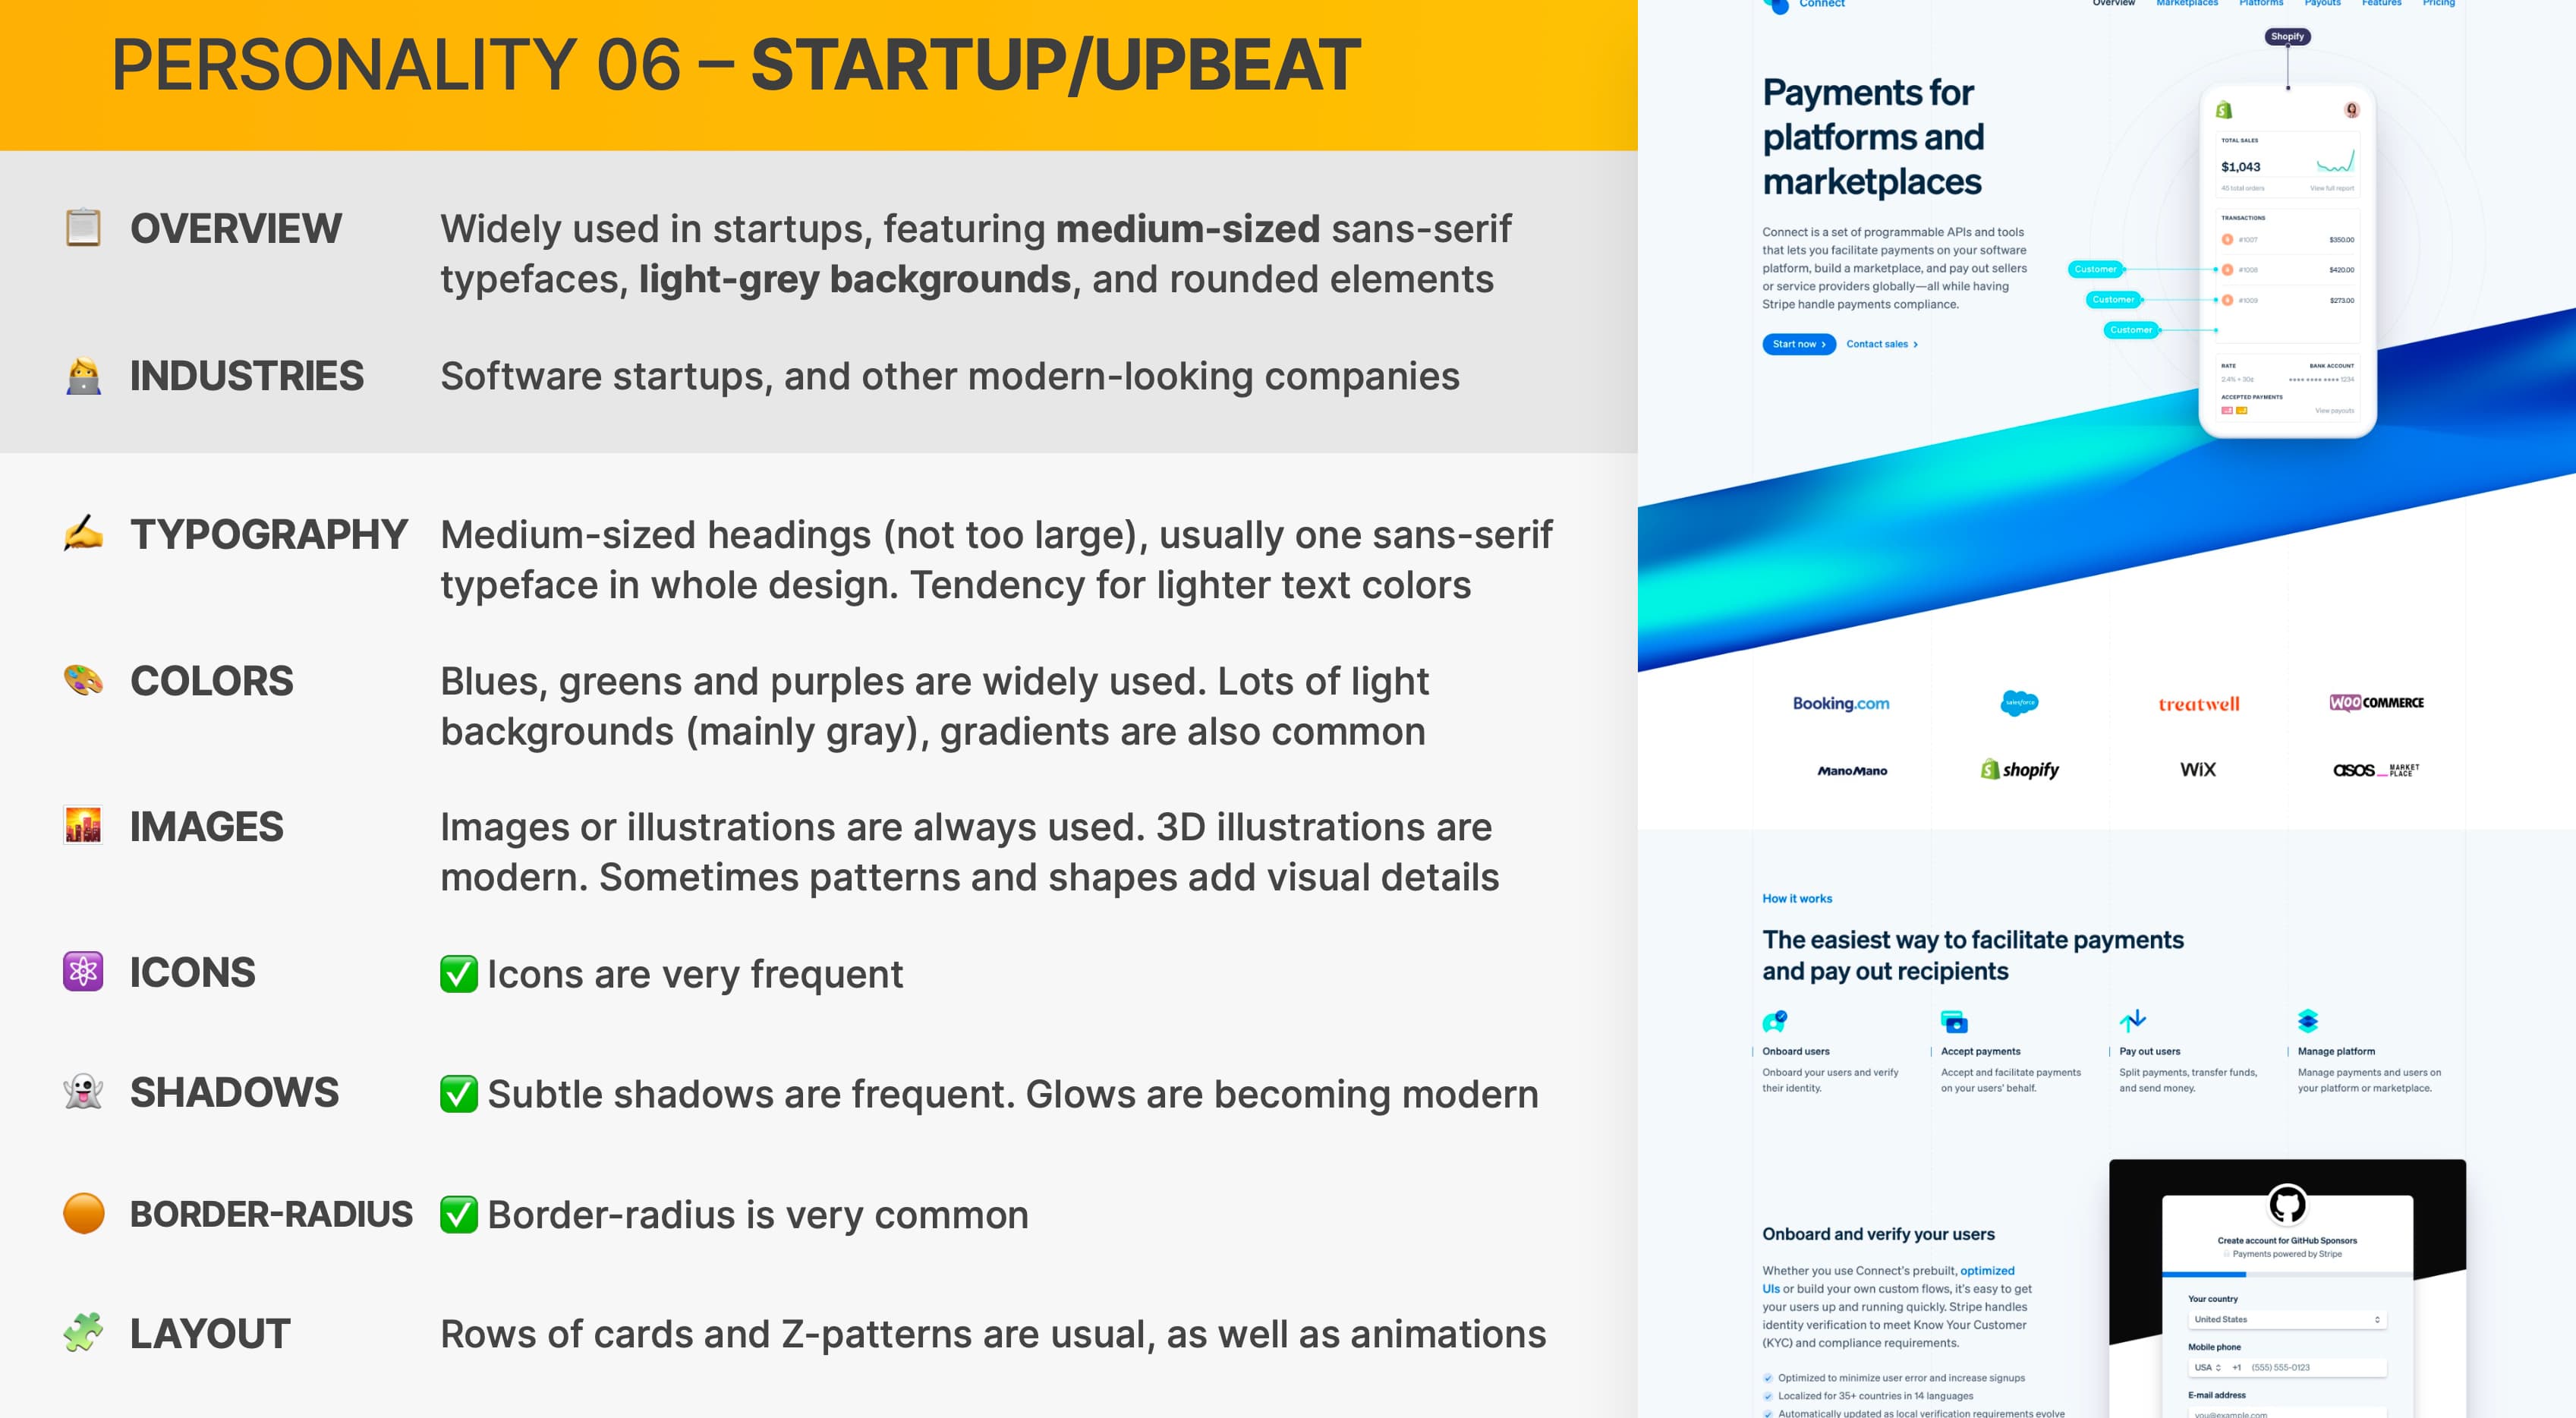 PERSONALITY 06 – STARTUP/UPBEAT
OVERVIEW
Widely used in startups, featuring medium-sized sans-serif
typefaces, light-grey backgrounds, and rounded elements
INDUSTRIES
Software startups, and other modern-looking companies
TYPOGRAPHY
Medium-sized headings (not too large), usually one sans-serif
typeface in whole design. Tendency for lighter text colors
COLORS
Blues, greens and purples are widely used. Lots of light
backgrounds (mainly gray), gradients are also common
IMAGES
Images or illustrations are always used. 3D illustrations are
modern. Sometimes patterns and shapes add visual details
ICONS
✅ Icons are very frequent
SHADOWS
✅ Subtle shadows are frequent. Glows are becoming modern
BORDER-RADIUS
✅ Border-radius is very common
LAYOUT
Rows of cards and Z-patterns are usual, as well as animations
Connect
Overview Marketplaces Platforms Payouts Features Pricing
Payments for
platforms and
marketplaces
Connect is a set of programmable APIs and tools
that lets you facilitate payments on your software
platform, build a marketplace, and pay out sellers
or service providers globally—all while having
Stripe handle payments compliance.
Start now
Contact sales
Shopify
TOTAL SALES
$1,043
45 total orders View full report
TRANSACTIONS
#1007 $350.00
Customer
#1008 $420.00
Customer
#1009 $273.00
Customer
RATE BANK ACCOUNT
2.4% + 30¢ •••• •••• •••• 1234
ACCEPTED PAYMENTS
View payouts
Booking.com
salesforce
treatwell
WOO COMMERCE
ManoMano
shopify
WiX
asos MARKET
PLACE
How it works
The easiest way to facilitate payments
and pay out recipients
Onboard users
Onboard your users and verify
their identity.
Accept payments
Accept and facilitate payments
on your users' behalf.
Pay out users
Split payments, transfer funds,
and send money.
Manage platform
Manage payments and users on
your platform or marketplace.
Onboard and verify your users
Whether you use Connect's prebuilt, optimized
UIs or build your own custom flows, it's easy to get
your users up and running quickly. Stripe handles
identity verification to meet Know Your Customer
(KYC) and compliance requirements.
Optimized to minimize user error and increase signups
Localized for 35+ countries in 14 languages
Automatically updated as local verification requirements evolve
Create account for GitHub Sponsors
Payments powered by Stripe
Your country
United States
Mobile phone
USA +1 (555) 555-0123
E-mail address
you@example.com